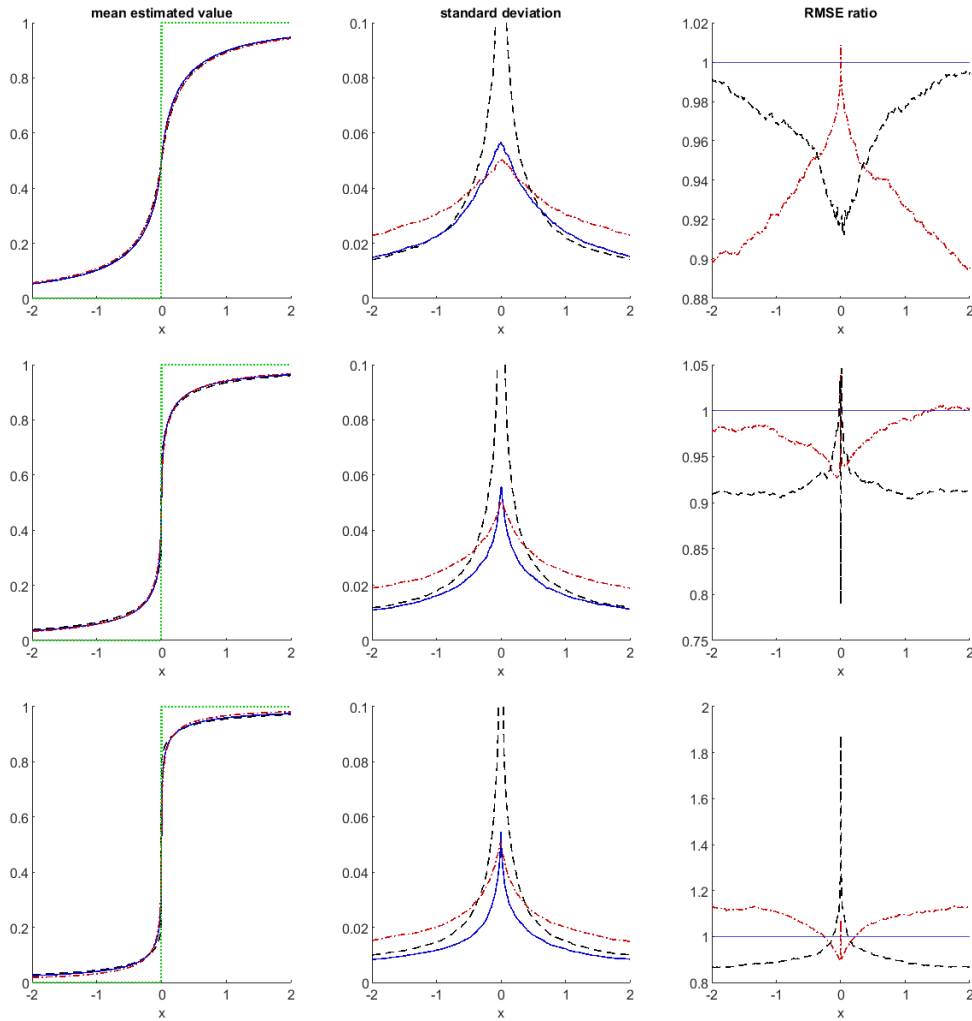 mean estimated value
standard deviation
RMSE ratio
1
0.8
0.6
0.4
0.2
0
-2 -1 0 1 2
x
0.1
0.08
0.06
0.04
0.02
0
-2 -1 0 1 2
x
1.02
1
0.98
0.96
0.94
0.92
0.9
0.88
-2 -1 0 1 2
x
1
0.8
0.6
0.4
0.2
0
-2 -1 0 1 2
x
0.1
0.08
0.06
0.04
0.02
0
-2 -1 0 1 2
x
1.05
1
0.95
0.9
0.85
0.8
0.75
-2 -1 0 1 2
x
1
0.8
0.6
0.4
0.2
0
-2 -1 0 1 2
x
0.1
0.08
0.06
0.04
0.02
0
-2 -1 0 1 2
x
2
1.8
1.6
1.4
1.2
1
0.8
-2 -1 0 1 2
x